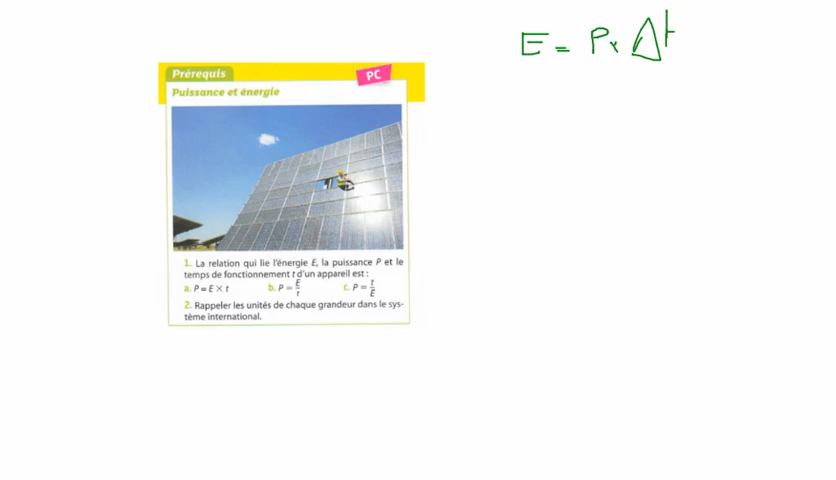 E = P × Δt
Prérequis
PC
Puissance et énergie
1. La relation qui lie l'énergie E, la puissance P et le
temps de fonctionnement t d'un appareil est :
a. P = E × t b. P = E/t c. P = t/E
2. Rappeler les unités de chaque grandeur dans le sys-
tème international.